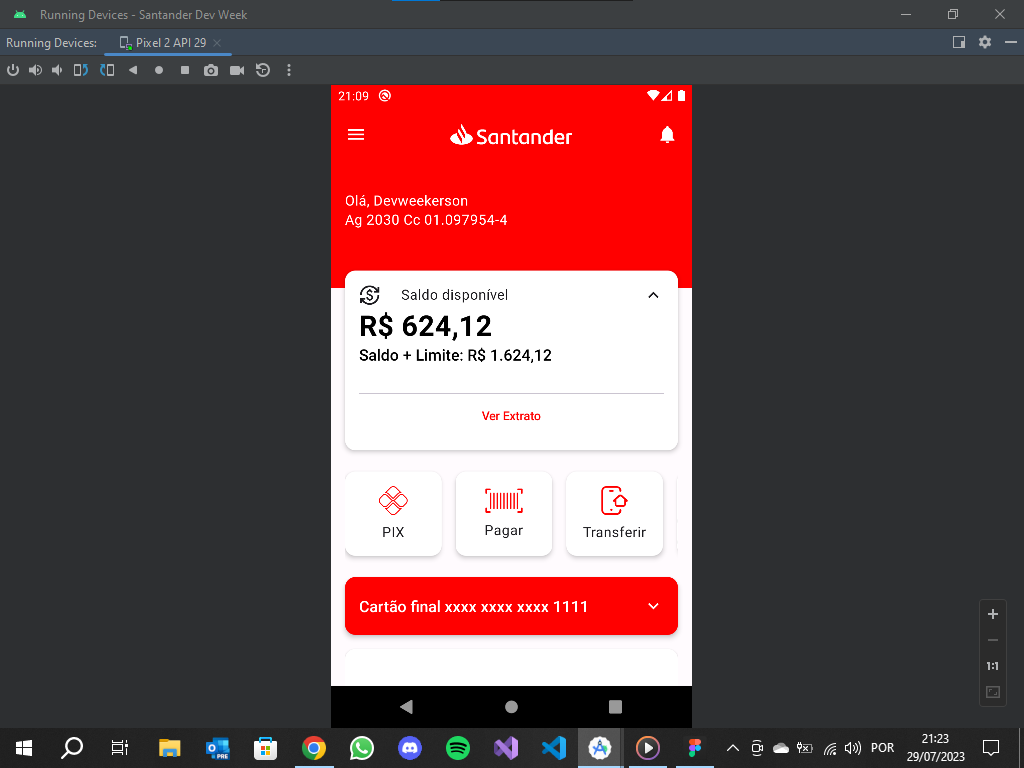 Running Devices - Santander Dev Week
Running Devices:
Pixel 2 API 29
21:09
Santander
Olá, Devweekerson
Ag 2030 Cc 01.097954-4
Saldo disponível
R$ 624,12
Saldo + Limite: R$ 1.624,12
Ver Extrato
PIX
Pagar
Transferir
Cartão final xxxx xxxx xxxx 1111
1:1
PRE
POR
21:23
29/07/2023